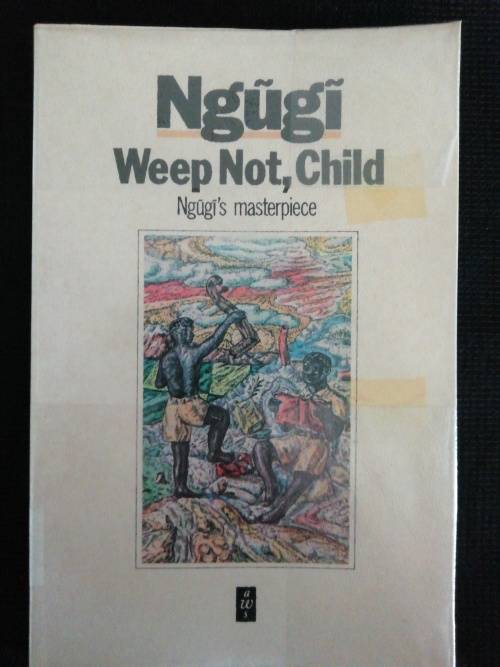 Ngũgĩ
Weep Not, Child
Ngũgĩ's masterpiece
a
w
s